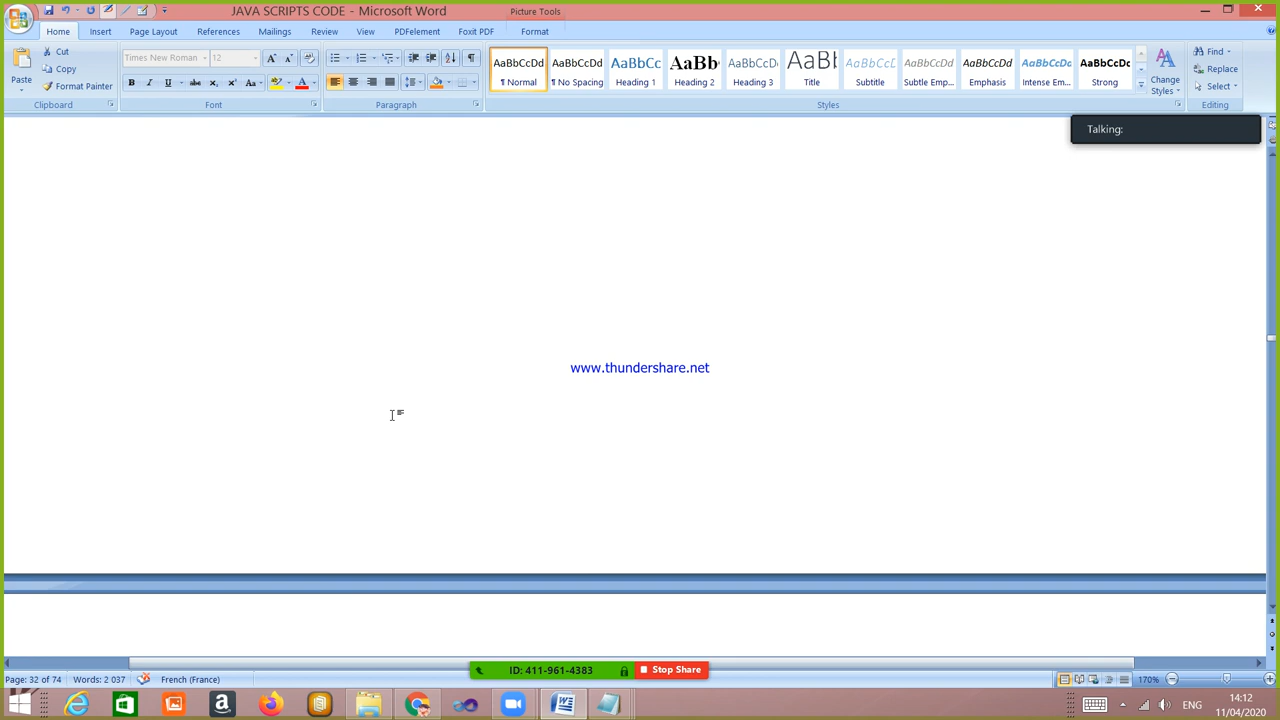 JAVA SCRIPTS CODE - Microsoft Word
Picture Tools
Home
Insert
Page Layout
References
Mailings
Review
View
PDFelement
Foxit PDF
Format
Paste
Cut
Copy
Format Painter
Clipboard
Times New Roman
12
Font
Paragraph
AaBbCcDd
¶ Normal
AaBbCcDd
¶ No Spacing
AaBbCc
Heading 1
AaBb
Heading 2
AaBbCcDd
Heading 3
AaBb
Title
AaBbCcL
Subtitle
AaBbCcDd
Subtle Emp...
AaBbCcDd
Emphasis
AaBbCcDd
Intense Em...
AaBbCcDc
Strong
Change Styles
Styles
Find
Replace
Select
Editing
Talking:
www.thundershare.net
ID: 411-961-4383
Stop Share
Page: 32 of 74
Words: 2 037
French (France)
170%
ENG
14:12
11/04/2020